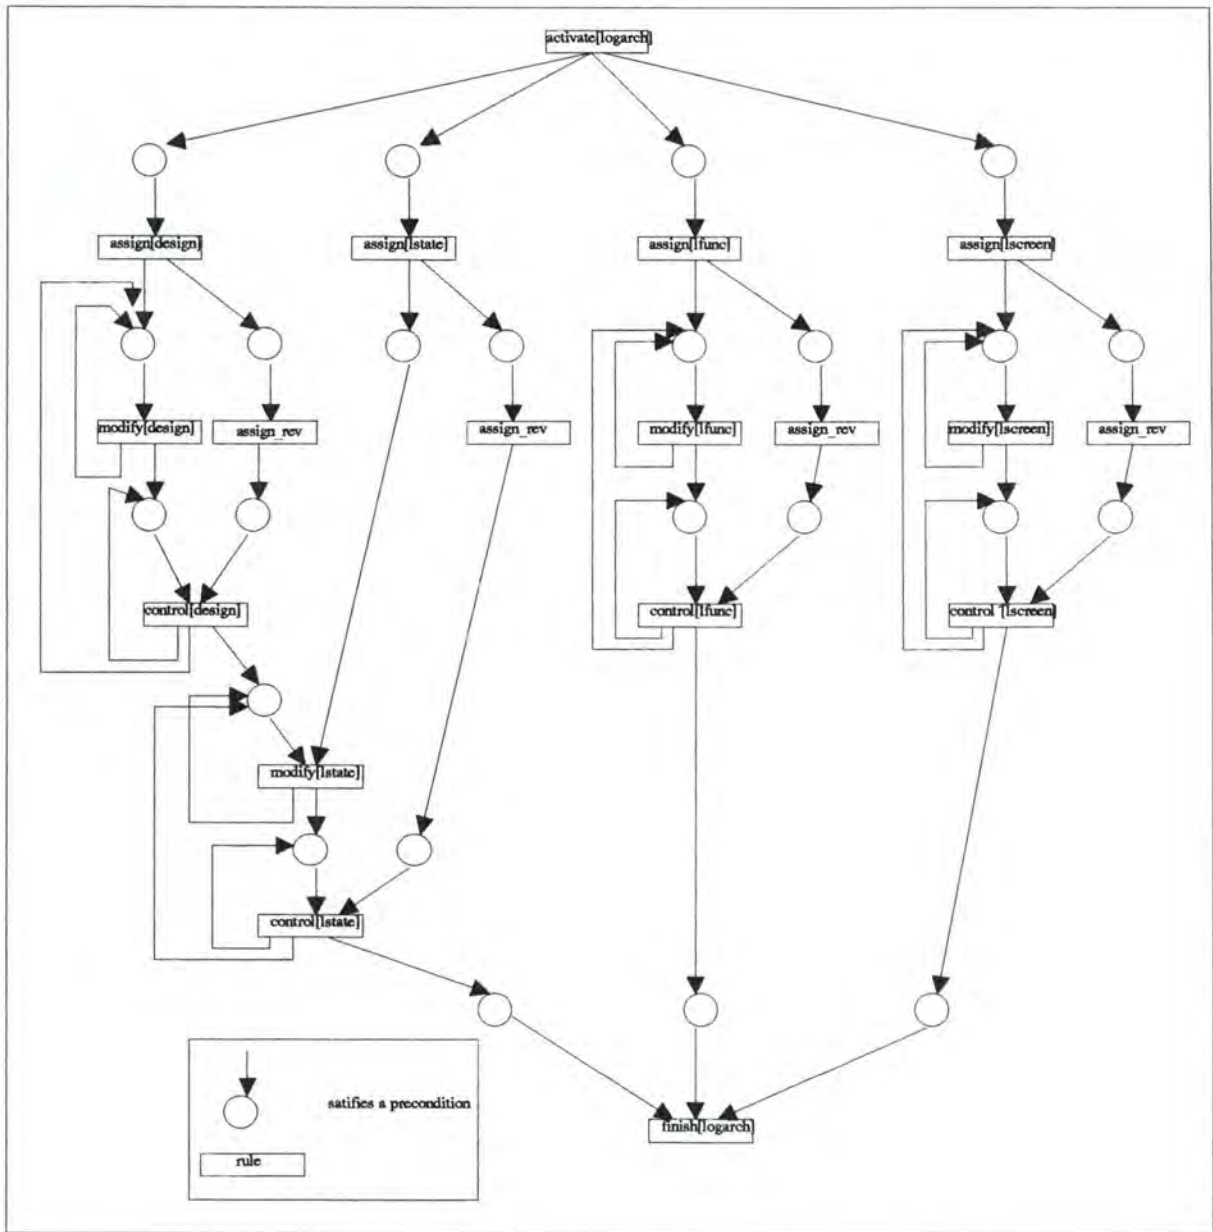 activate[logarch]
assign[design]
assign[lstate]
assign[lfunc]
assign[lscreen]
modify[design]
assign_rev
assign_rev
modify[lfunc]
assign_rev
modify[lscreen]
assign_rev
control[design]
control[lfunc]
control [lscreen]
modify[lstate]
control[lstate]
satifies a precondition
rule
finish[logarch]